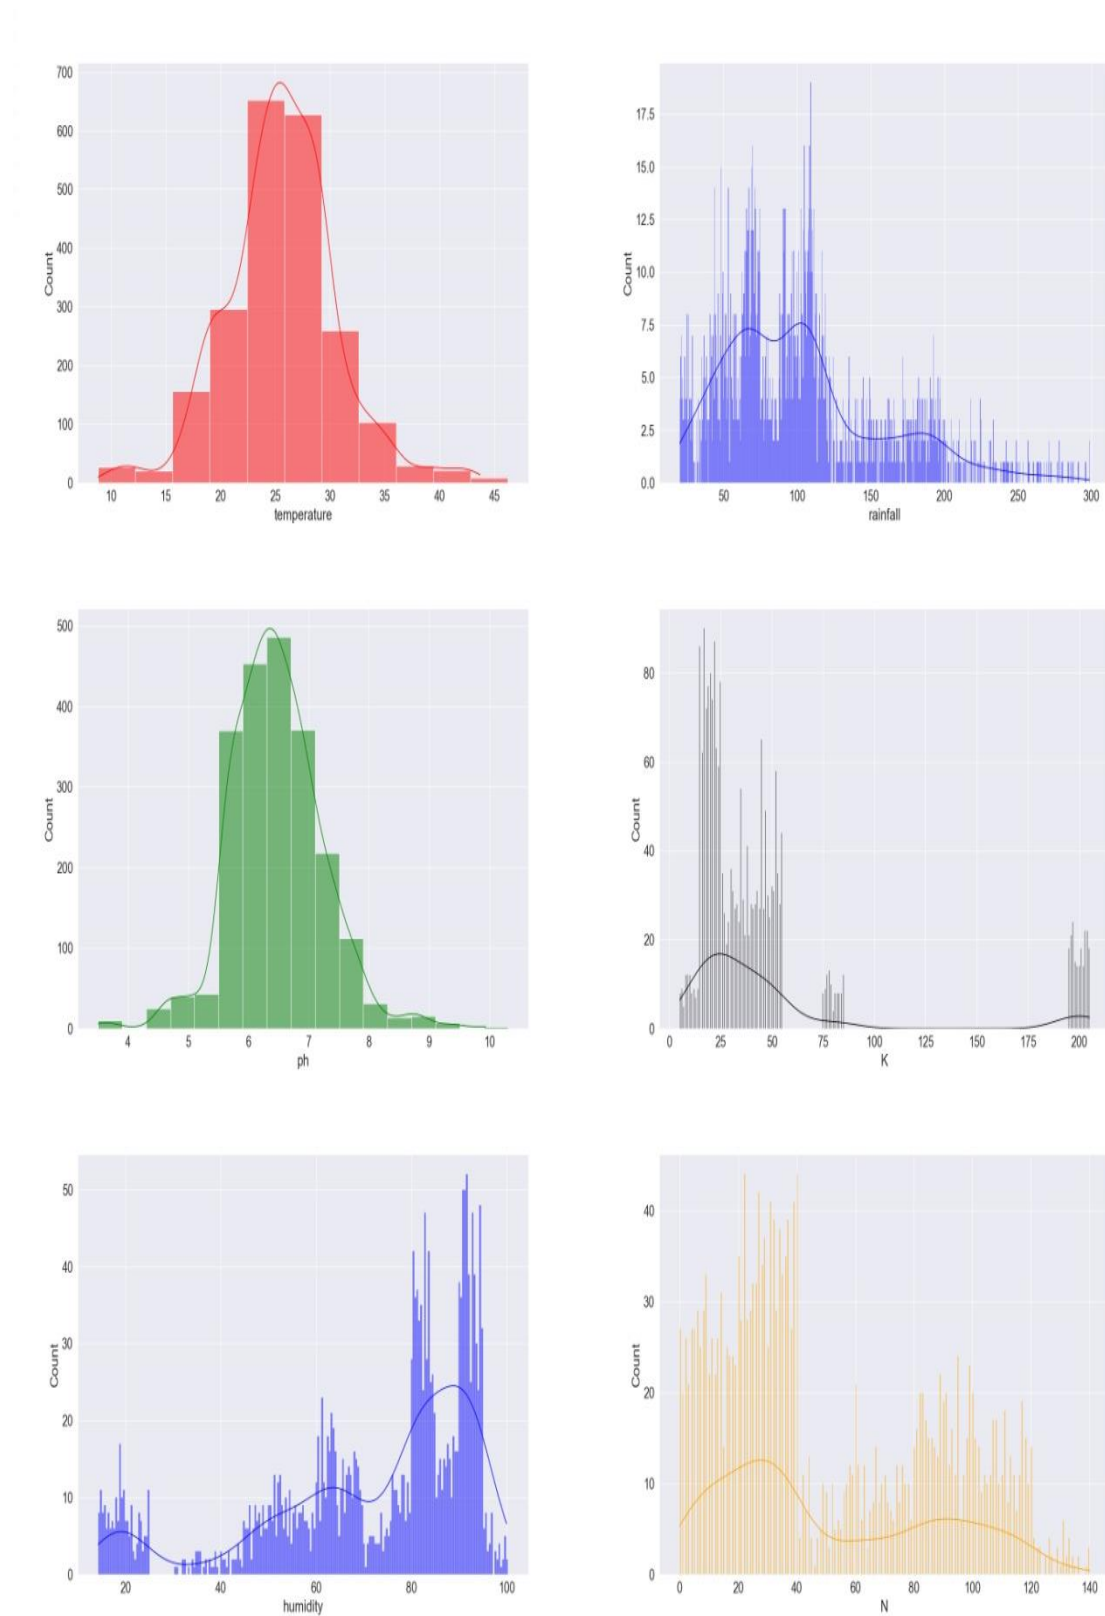 700
600
500
400
300
200
100
0
Count
10 15 20 25 30 35 40 45
temperature
17.5
15.0
12.5
10.0
7.5
5.0
2.5
0.0
Count
50 100 150 200 250 300
rainfall
500
400
300
200
100
0
Count
4 5 6 7 8 9 10
ph
80
60
40
20
0
Count
0 25 50 75 100 125 150 175 200
K
50
40
30
20
10
0
Count
20 40 60 80 100
humidity
40
30
20
10
0
Count
0 20 40 60 80 100 120 140
N